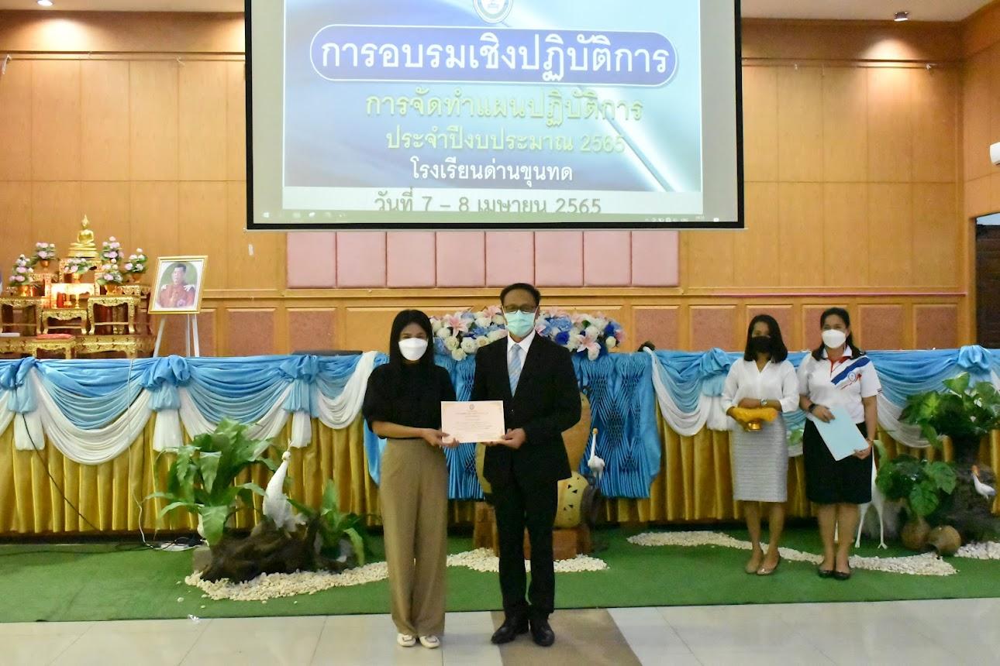 การอบรมเชิงปฏิบัติการ
การจัดทำแผนปฏิบัติการ
ประจำปีงบประมาณ 2565
โรงเรียนด่านขุนทด
วันที่ 7 – 8 เมษายน 2565